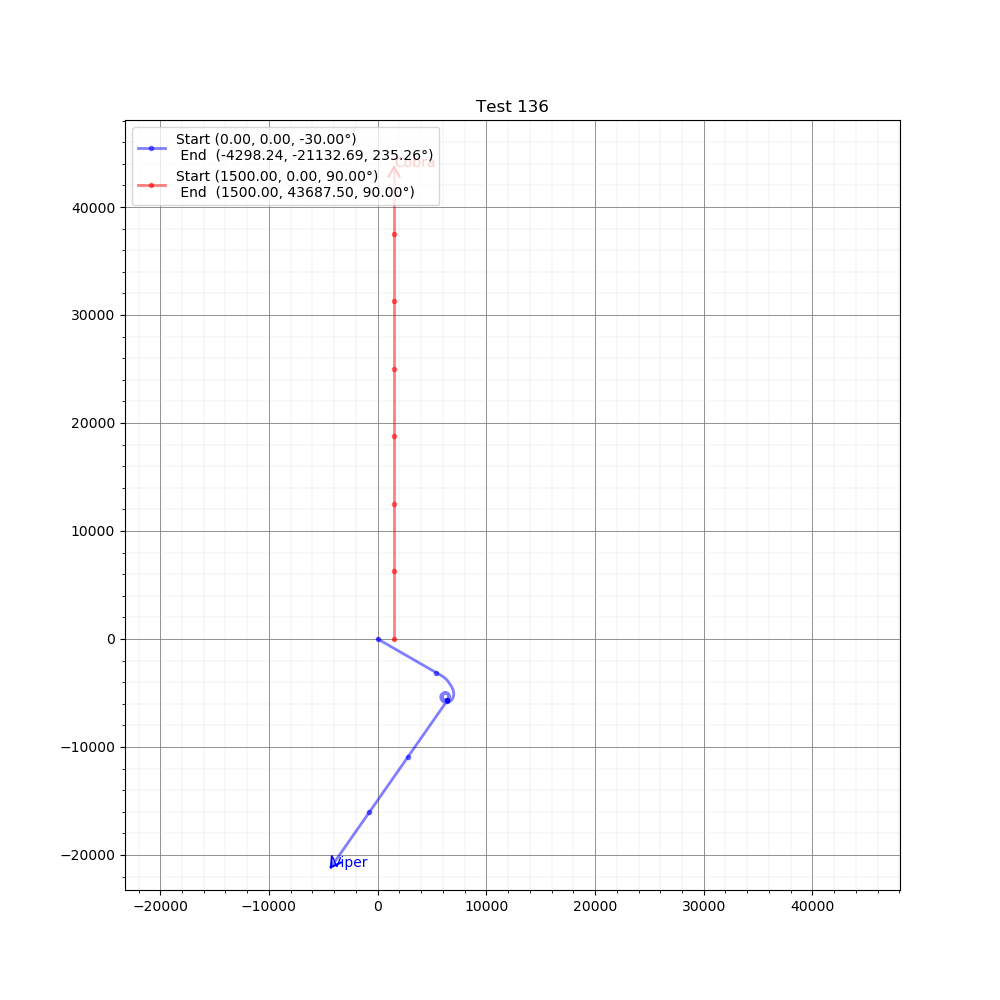 Test 136
Start (0.00, 0.00, -30.00°)
End (-4298.24, -21132.69, 235.26°)
Cobra
Start (1500.00, 0.00, 90.00°)
End (1500.00, 43687.50, 90.00°)
40000
30000
20000
10000
0
−10000
−20000
Viper
−20000 −10000 0 10000 20000 30000 40000